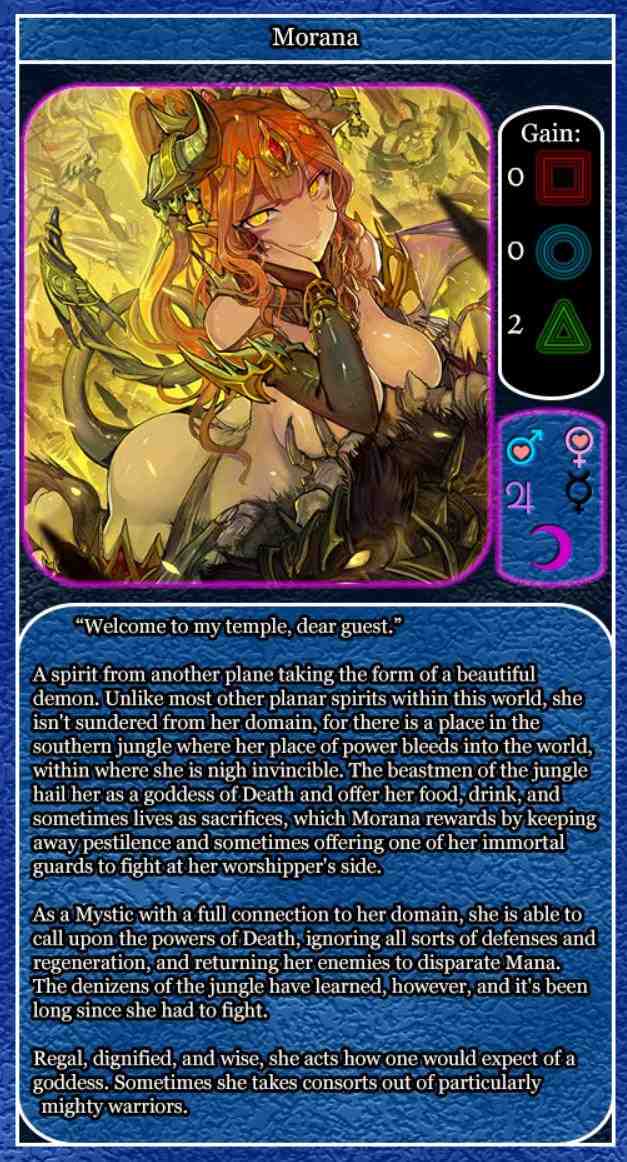 Morana
Gain:
0
0
2
“Welcome to my temple, dear guest.”
A spirit from another plane taking the form of a beautiful
demon. Unlike most other planar spirits within this world, she
isn't sundered from her domain, for there is a place in the
southern jungle where her place of power bleeds into the world,
within where she is nigh invincible. The beastmen of the jungle
hail her as a goddess of Death and offer her food, drink, and
sometimes lives as sacrifices, which Morana rewards by keeping
away pestilence and sometimes offering one of her immortal
guards to fight at her worshipper's side.
As a Mystic with a full connection to her domain, she is able to
call upon the powers of Death, ignoring all sorts of defenses and
regeneration, and returning her enemies to disparate Mana.
The denizens of the jungle have learned, however, and it's been
long since she had to fight.
Regal, dignified, and wise, she acts how one would expect of a
goddess. Sometimes she takes consorts out of particularly
mighty warriors.